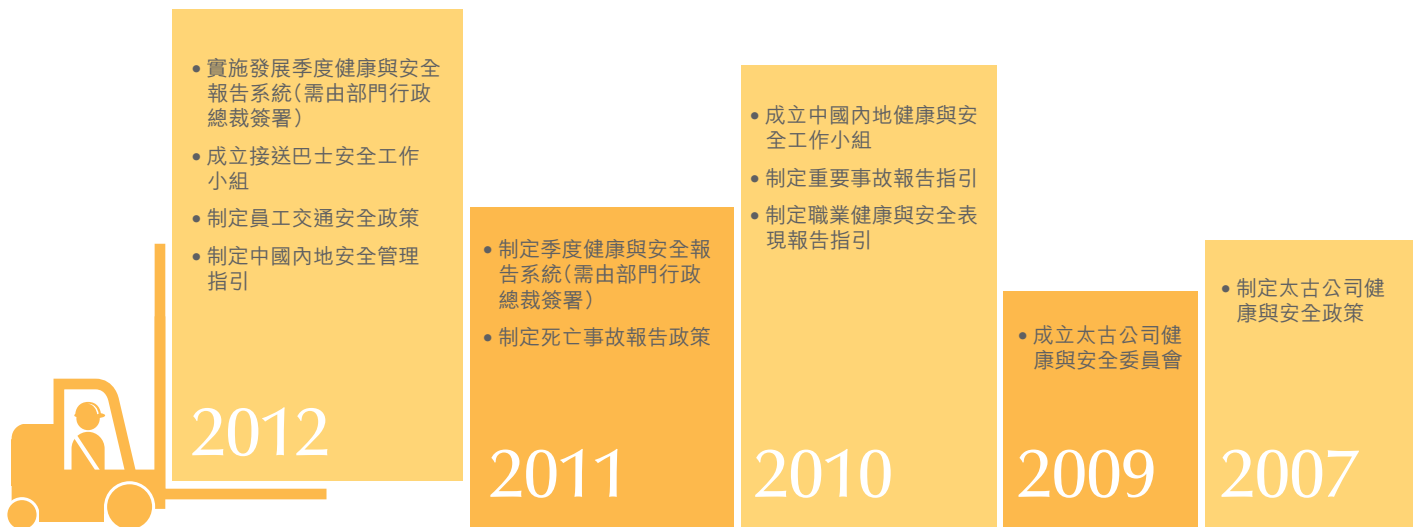 • 實施發展季度健康與安全
報告系統(需由部門行政
總裁簽署)
• 成立接送巴士安全工作
小組
• 制定員工交通安全政策
• 制定中國內地安全管理
指引
2012
• 制定季度健康與安全報
告系統(需由部門行政
總裁簽署)
• 制定死亡事故報告政策
2011
• 成立中國內地健康與安
全工作小組
• 制定重要事故報告指引
• 制定職業健康與安全表
現報告指引
2010
• 成立太古公司健
康與安全委員會
2009
• 制定太古公司健
康與安全政策
2007